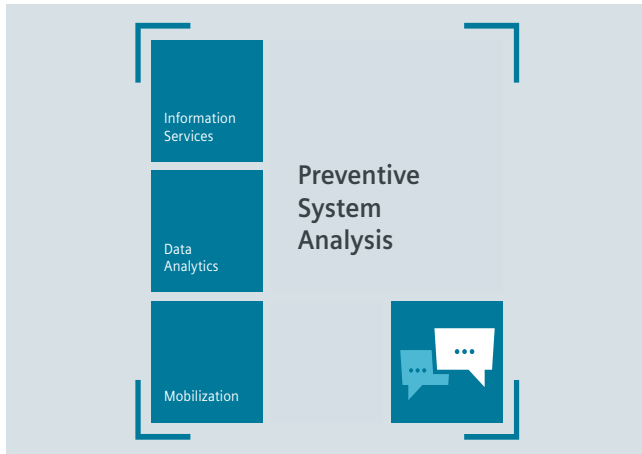 Information
Services
Preventive
System
Analysis
Data
Analytics
Mobilization